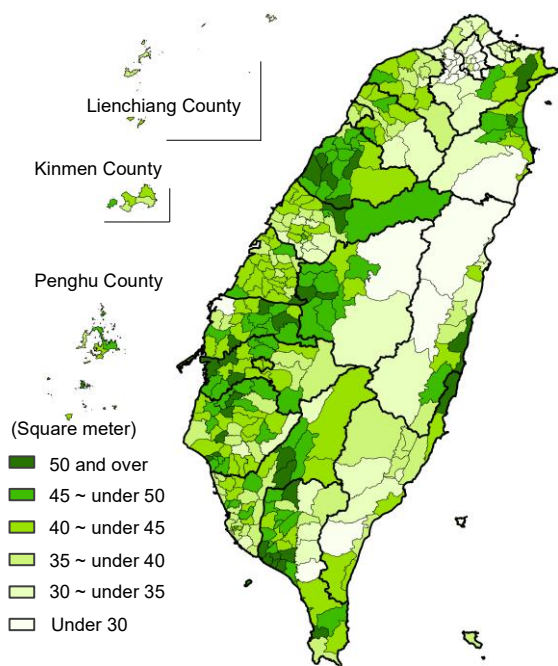 Lienchiang County
Kinmen County
Penghu County
(Square meter)
50 and over
45 ~ under 50
40 ~ under 45
35 ~ under 40
30 ~ under 35
Under 30